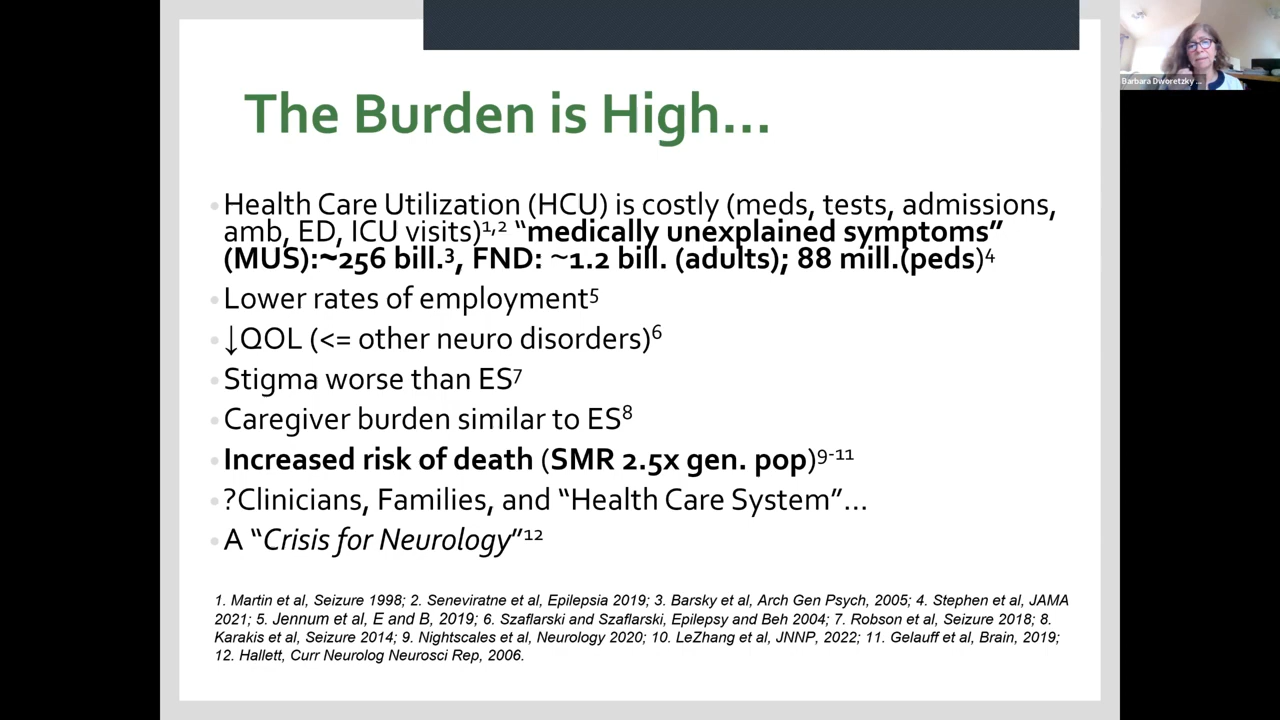 Barbara Dworetzky ...
The Burden is High...
•Health Care Utilization (HCU) is costly (meds, tests, admissions,
amb, ED, ICU visits)¹,² “medically unexplained symptoms”
(MUS):~256 bill.³, FND: ~1.2 bill. (adults); 88 mill.(peds)⁴
•Lower rates of employment⁵
•↓QOL (<= other neuro disorders)⁶
•Stigma worse than ES⁷
•Caregiver burden similar to ES⁸
•Increased risk of death (SMR 2.5x gen. pop)⁹⁻¹¹
•?Clinicians, Families, and “Health Care System”...
•A “Crisis for Neurology”¹²
1. Martin et al, Seizure 1998; 2. Seneviratne et al, Epilepsia 2019; 3. Barsky et al, Arch Gen Psych, 2005; 4. Stephen et al, JAMA
2021; 5. Jennum et al, E and B, 2019; 6. Szaflarski and Szaflarski, Epilepsy and Beh 2004; 7. Robson et al, Seizure 2018; 8.
Karakis et al, Seizure 2014; 9. Nightscales et al, Neurology 2020; 10. LeZhang et al, JNNP, 2022; 11. Gelauff et al, Brain, 2019;
12. Hallett, Curr Neurolog Neurosci Rep, 2006.